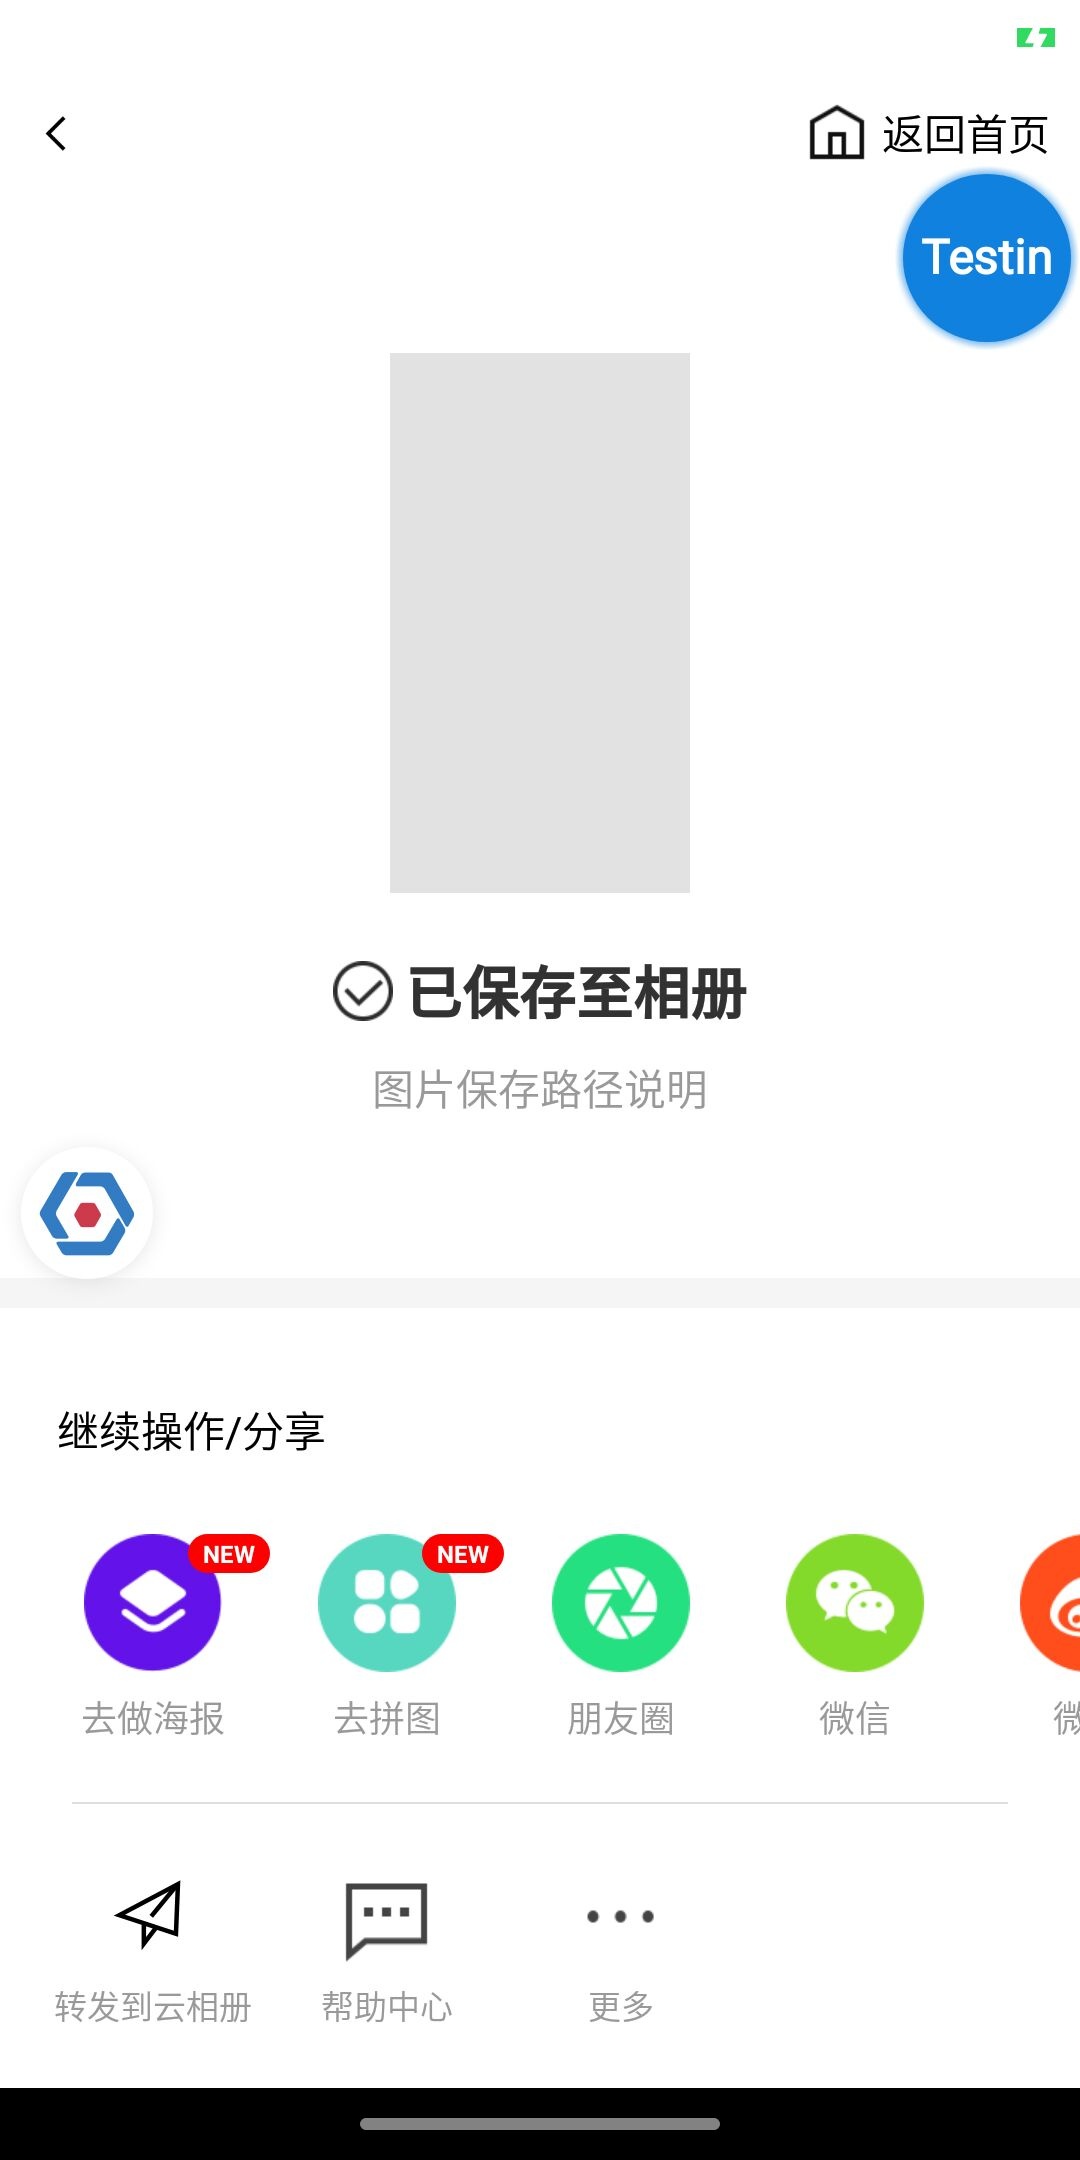 返回首页
Testin
已保存至相册
图片保存路径说明
继续操作/分享
NEW
NEW
去做海报
去拼图
朋友圈
微信
微
转发到云相册
帮助中心
更多